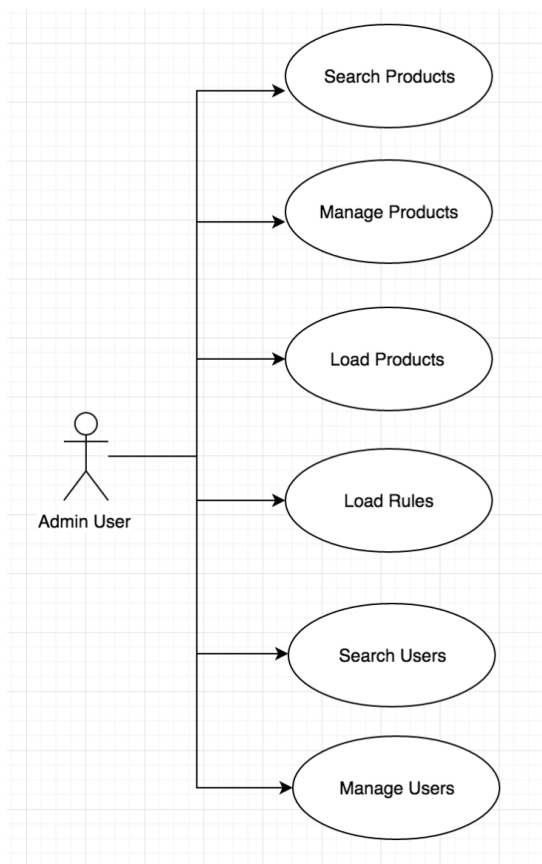 Search Products
Manage Products
Load Products
Admin User
Load Rules
Search Users
Manage Users